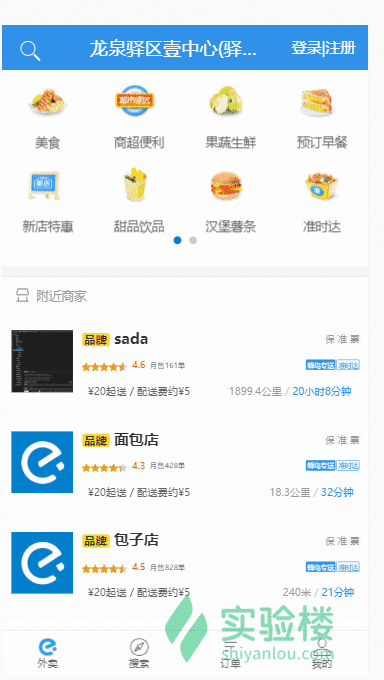 龙泉驿区壹中心(驿...
登录|注册
美食
商超便利
果蔬生鲜
预订早餐
新店特惠
甜品饮品
汉堡薯条
准时达
附近商家
品牌 sada
保准票
4.6 月售161单
蜂鸟专送 准时达
¥20起送 / 配送费约¥5
1899.4公里 / 20小时8分钟
品牌 面包店
保准票
4.3 月售428单
蜂鸟专送 准时达
¥20起送 / 配送费约¥5
18.3公里 / 32分钟
品牌 包子店
保准票
4.5 月售828单
蜂鸟专送 准时达
¥20起送 / 配送费约¥5
240米 / 21分钟
实验楼
shiyanlou.com
外卖
搜索
订单
我的